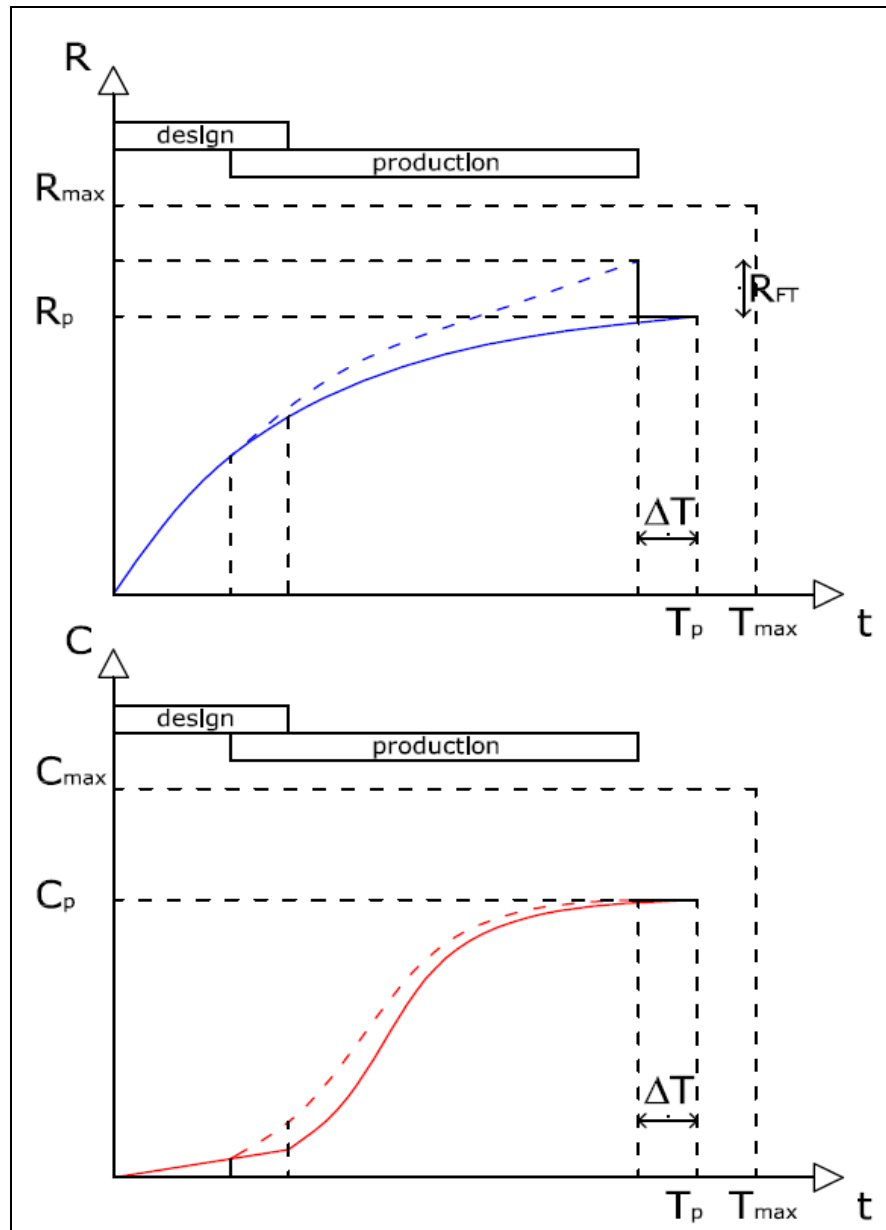 R
design
production
Rmax
Rp
RFT
ΔT
Tp Tmax t
C
design
production
Cmax
Cp
ΔT
Tp Tmax t